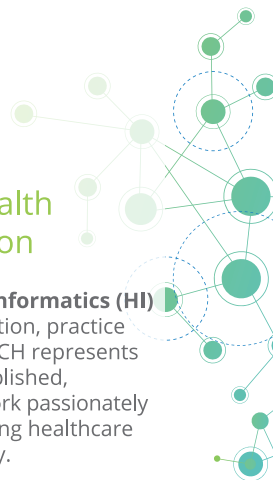 alth
on
nformatics (HI)
tion, practice
CH represents
blished,
rk passionately
ng healthcare
y.